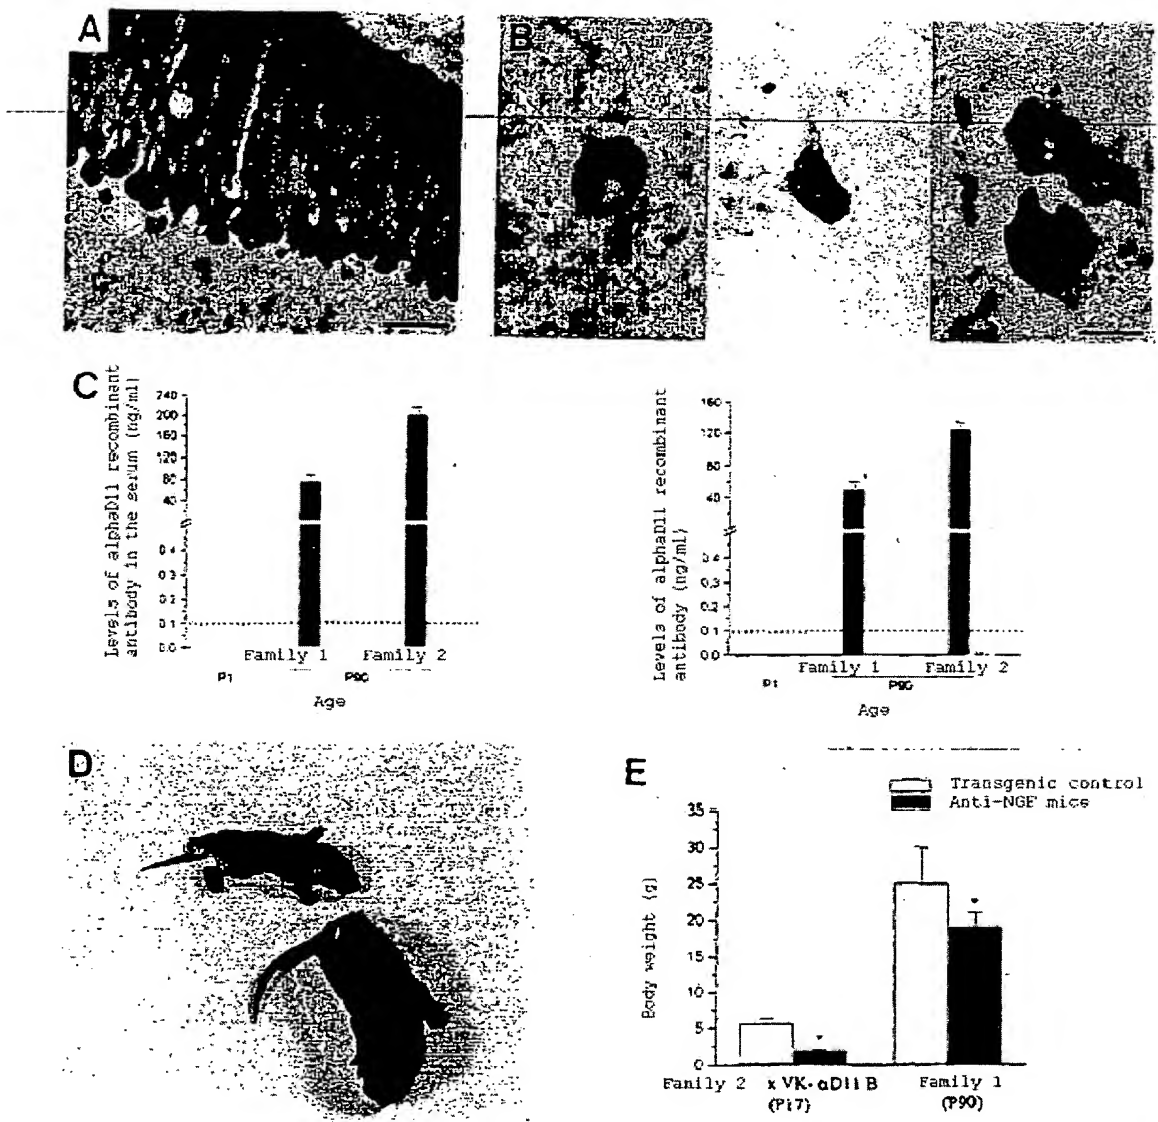 A
B
C
Levels of alphaD11 recombinant
antibody in the serum (ng/ml)
240
200
160
120
80
40
0.4
0.3
0.2
0.1
0.0
Family 1 Family 2
P1 P90
Age
Levels of alphaD11 recombinant
antibody (ng/ml)
160
120
80
40
0.4
0.3
0.2
0.1
0.0
Family 1 Family 2
P1 P90
Age
D
E
Transgenic control
Anti-NGF mice
Body weight (g)
35
30
25
20
15
10
5
0
Family 2 x VK-αD11 B Family 1
(P17) (P90)